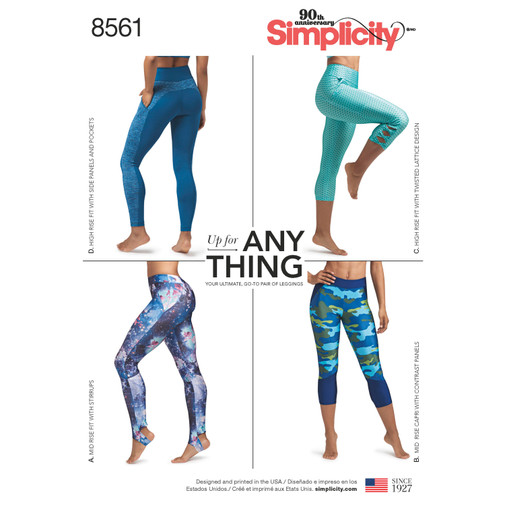 8561
90th
anniversary
Simplicity
D. HIGH RISE FIT WITH SIDE PANELS AND POCKETS
C. HIGH RISE FIT WITH TWISTED LATTICE DESIGN
Up for ANY
THING
YOUR ULTIMATE, GO-TO PAIR OF LEGGINGS
A. MID RISE FIT WITH STIRRUPS
B. MID RISE CAPRI WITH CONTRAST PANELS
Designed and printed in the USA / Diseñado e impreso en los
Estados Unidos./ Créé et imprimé aux Etats Unis. simplicity.com
SINCE
1927